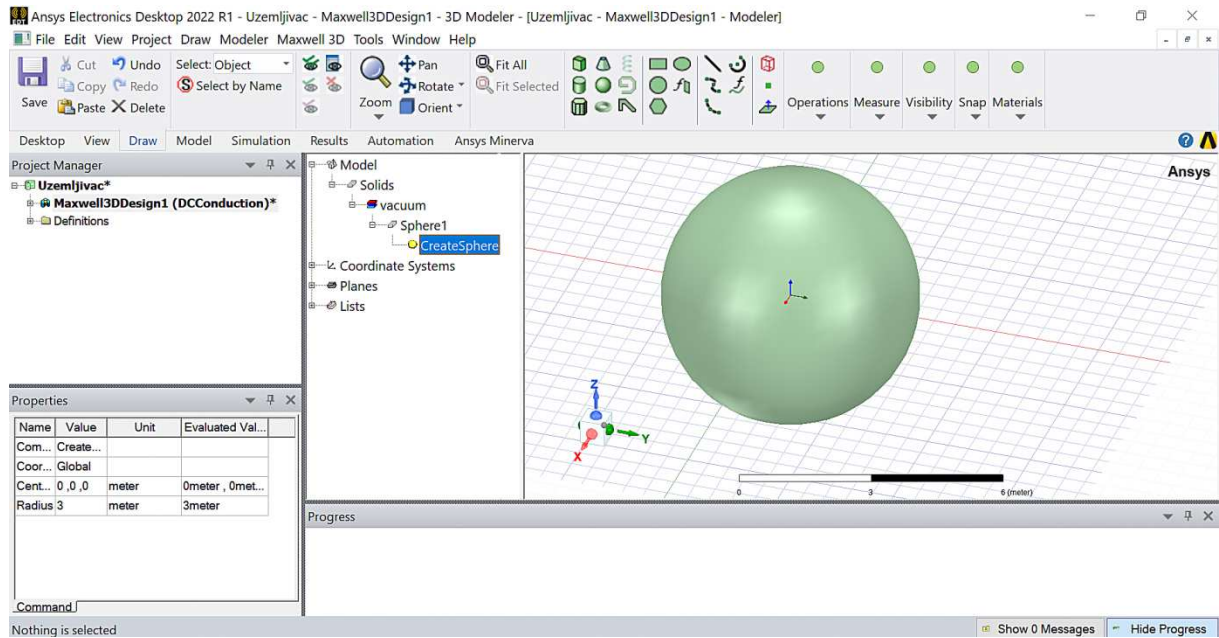 Ansys Electronics Desktop 2022 R1 - Uzemljivac - Maxwell3DDesign1 - 3D Modeler - [Uzemljivac - Maxwell3DDesign1 - Modeler]
File Edit View Project Draw Modeler Maxwell 3D Tools Window Help
Save
Cut Undo
Copy Redo
Paste Delete
Select: Object
Select by Name
Zoom
Pan
Rotate
Orient
Fit All
Fit Selected
Operations Measure Visibility Snap Materials
Desktop View Draw Model Simulation Results Automation Ansys Minerva
Project Manager
Uzemljivac*
Maxwell3DDesign1 (DCConduction)*
Definitions
Model
Solids
vacuum
Sphere1
CreateSphere
Coordinate Systems
Planes
Lists
Ansys
Z
Y
X
0 3 6 (meter)
Properties
Name Value Unit Evaluated Val...
Com... Create...
Coor... Global
Cent... 0 ,0 ,0 meter 0meter , 0met...
Radius 3 meter 3meter
Command
Progress
Nothing is selected
Show 0 Messages Hide Progress